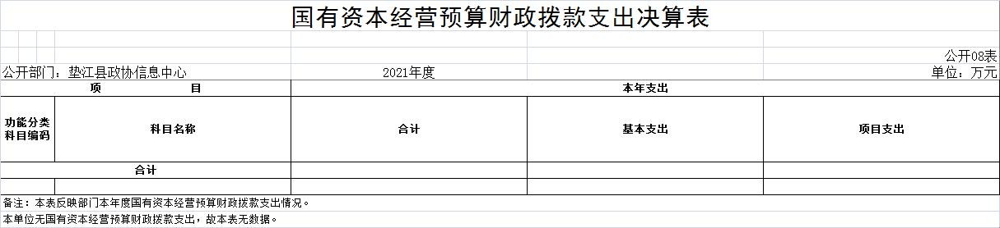 国有资本经营预算财政拨款支出决算表
公开08表
公开部门：垫江县政协信息中心 2021年度 单位：万元
项 目 本年支出
功能分类科目编码 科目名称 合计 基本支出 项目支出
合计
备注：本表反映部门本年度国有资本经营预算财政拨款支出情况。
本单位无国有资本经营预算财政拨款支出，故本表无数据。